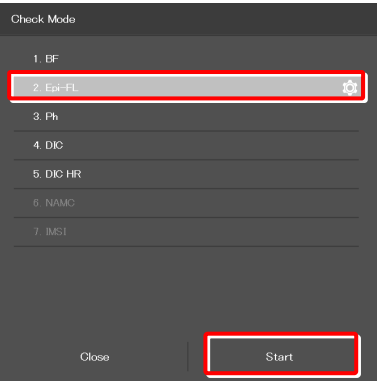 Check Mode
1. BF
2. Epi-FL
3. Ph
4. DIC
5. DIC HR
6. NAMC
7. IMSI
Close
Start